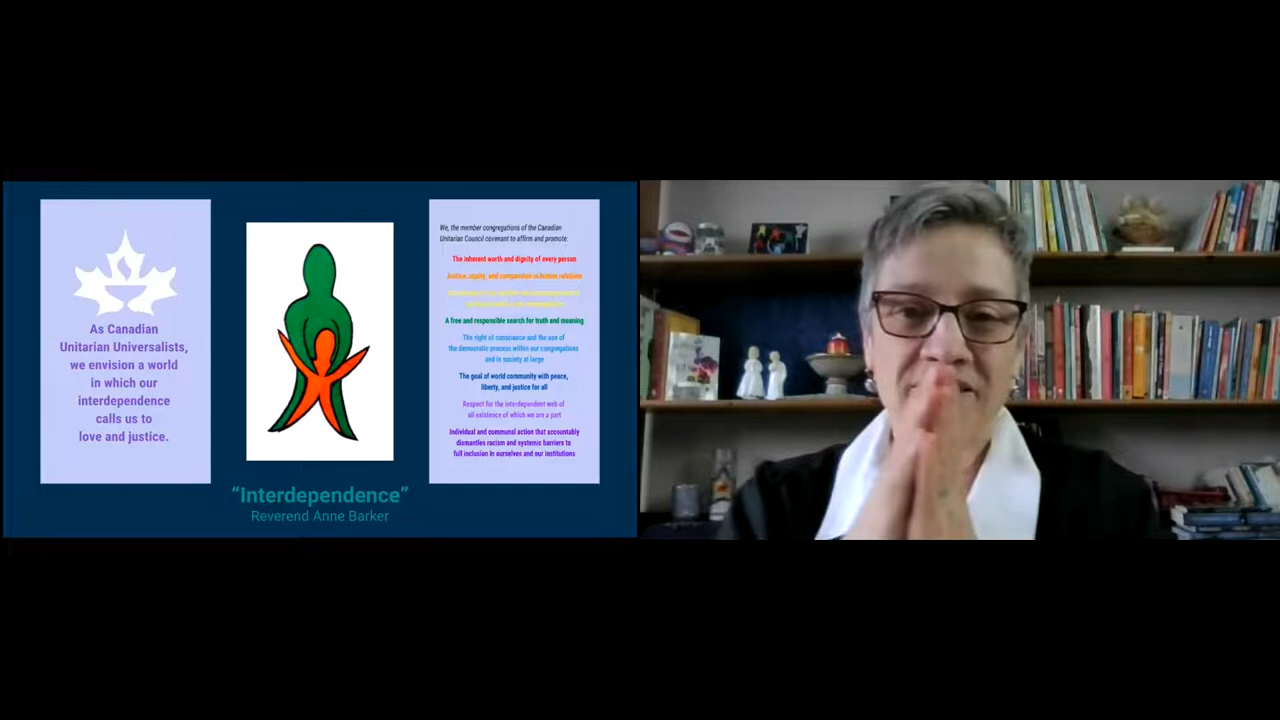 As Canadian
Unitarian Universalists,
we envision a world
in which our
interdependence
calls us to
love and justice.
"Interdependence"
Reverend Anne Barker
We, the member congregations of the Canadian
Unitarian Council covenant to affirm and promote:
The inherent worth and dignity of every person
Justice, equity, and compassion in human relations
A free and responsible search for truth and meaning
The right of conscience and the use of
the democratic process within our congregations
and in society at large
The goal of world community with peace,
liberty, and justice for all
Respect for the interdependent web of
all existence of which we are a part
Individual and communal action that accountably
dismantles racism and systemic barriers to
full inclusion in ourselves and our institutions